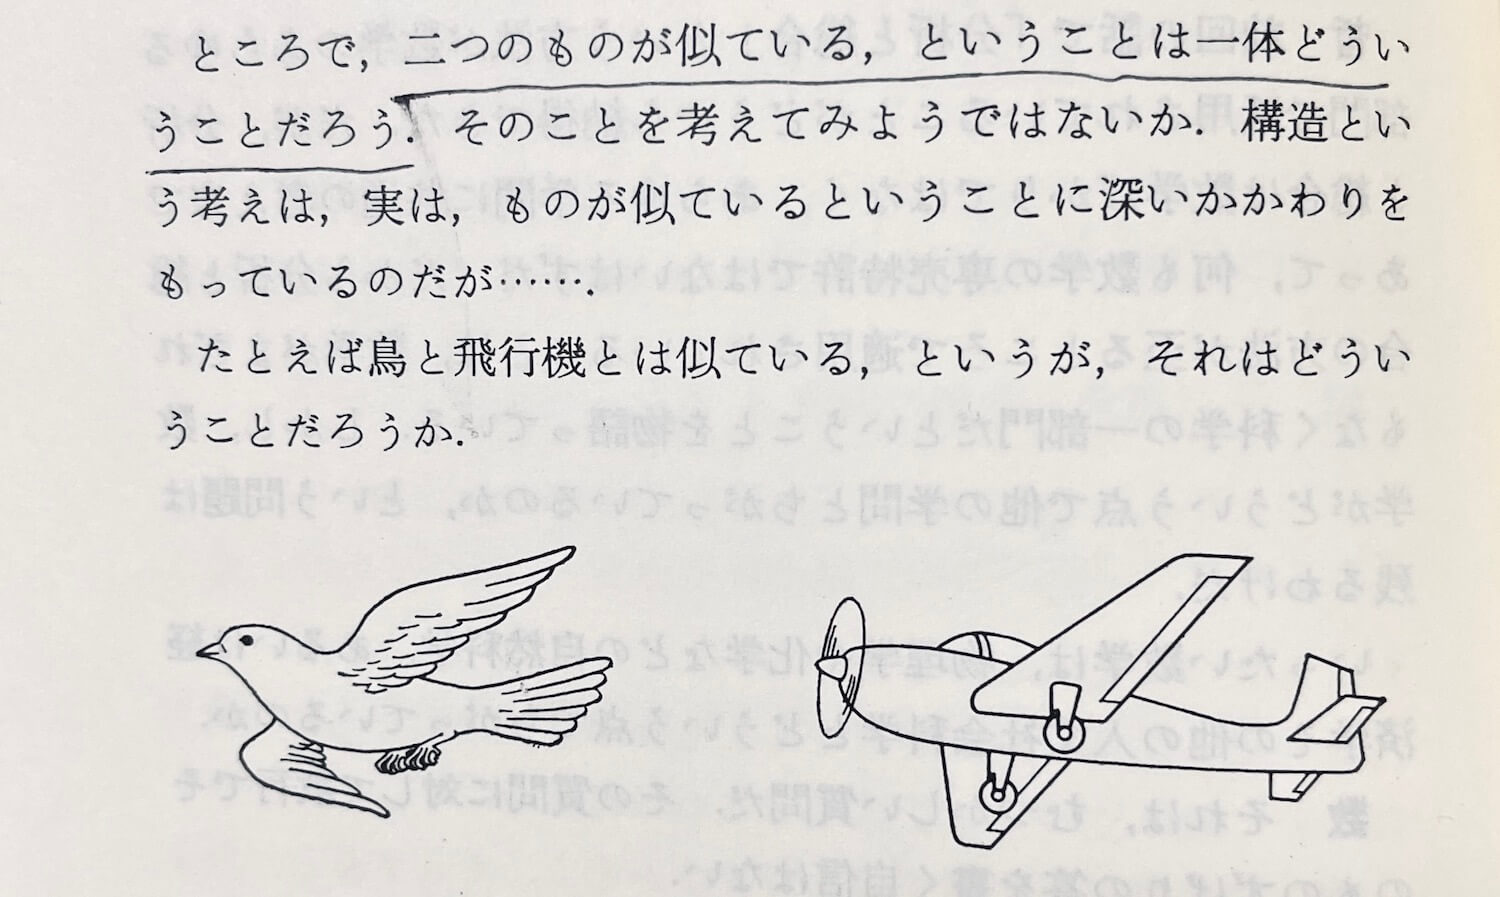 ところで，二つのものが似ている，ということは一体どうい
うことだろう．そのことを考えてみようではないか．構造とい
う考えは，実は，ものが似ているということに深いかかわりを
もっているのだが…….
たとえば鳥と飛行機とは似ている，というが，それはどうい
うことだろうか．